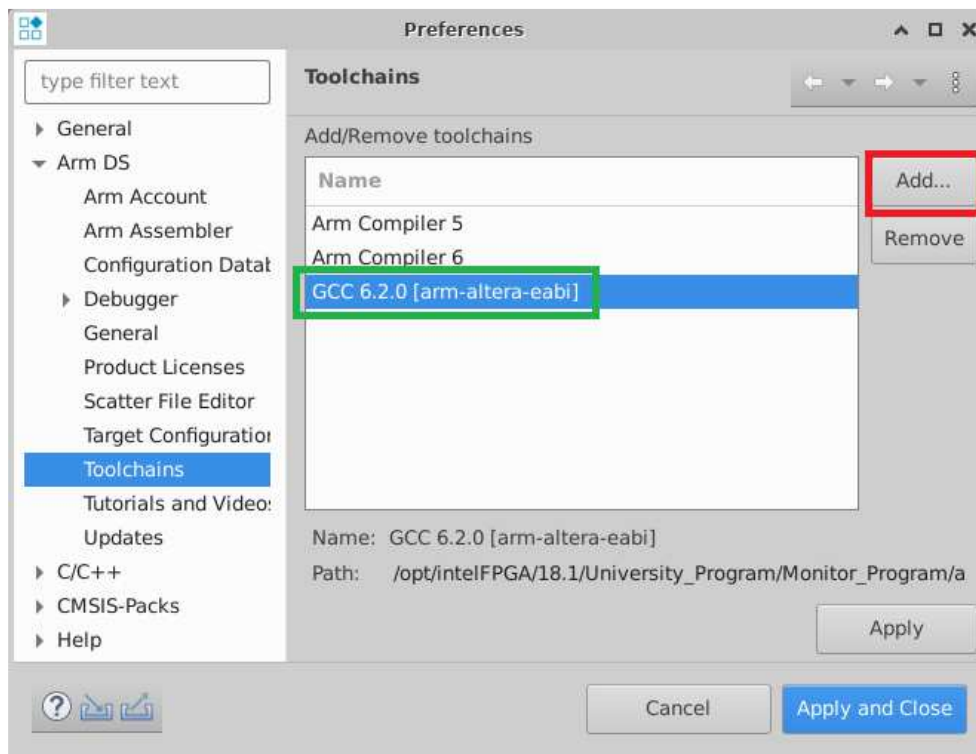 Preferences
type filter text
General
Arm DS
Arm Account
Arm Assembler
Configuration Datab
Debugger
General
Product Licenses
Scatter File Editor
Target Configuration
Toolchains
Tutorials and Videos
Updates
C/C++
CMSIS-Packs
Help
Toolchains
Add/Remove toolchains
Name
Arm Compiler 5
Arm Compiler 6
GCC 6.2.0 [arm-altera-eabi]
Add...
Remove
Name: GCC 6.2.0 [arm-altera-eabi]
Path: /opt/intelFPGA/18.1/University_Program/Monitor_Program/a
Apply
?
Cancel
Apply and Close